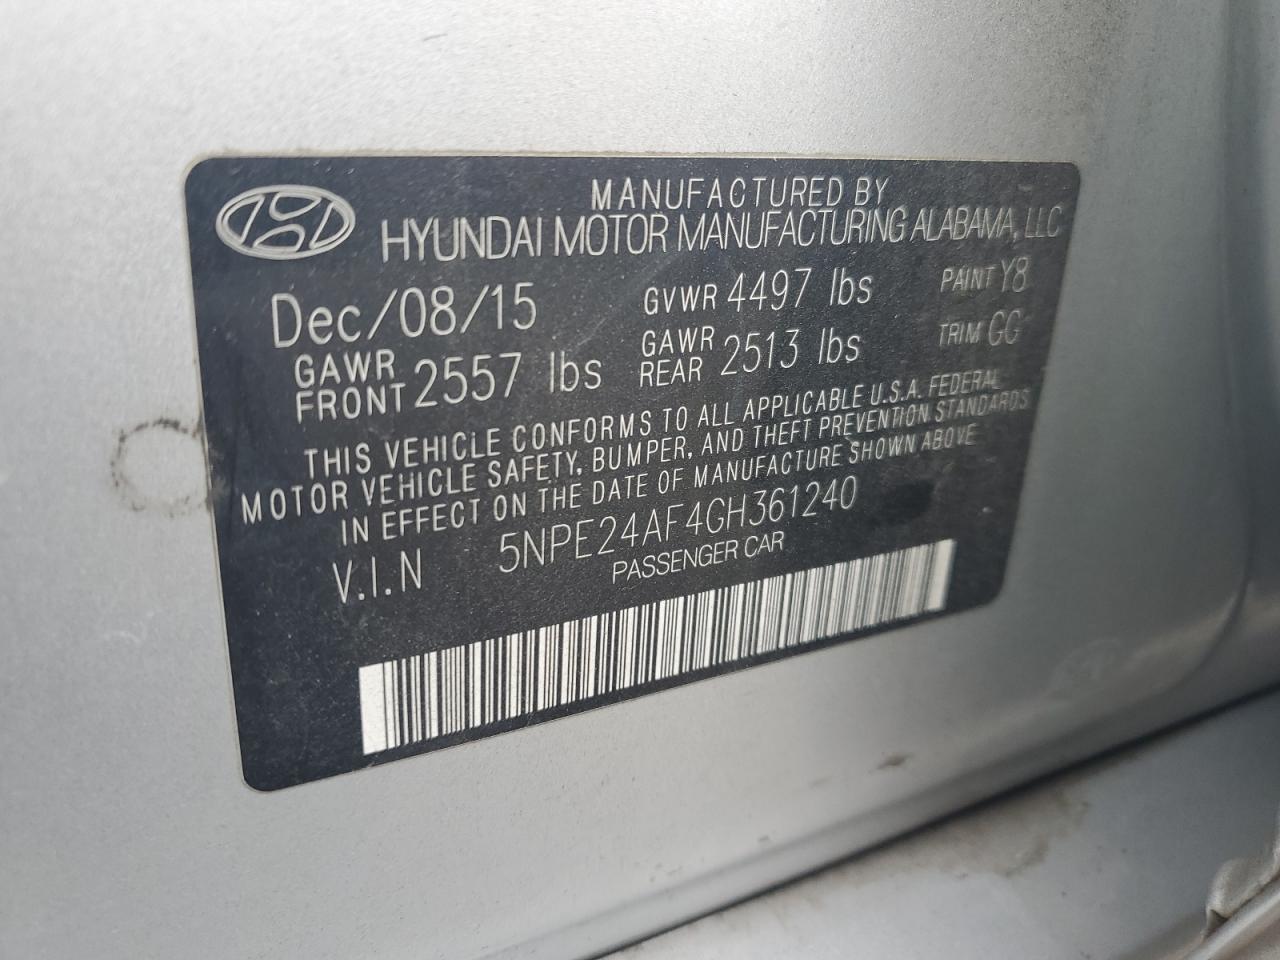 MANUFACTURED BY
HYUNDAI MOTOR MANUFACTURING ALABAMA, LLC
Dec/08/15 GVWR 4497 lbs PAINT Y8
GAWR FRONT 2557 lbs GAWR REAR 2513 lbs TRIM GG
THIS VEHICLE CONFORMS TO ALL APPLICABLE U.S.A. FEDERAL
MOTOR VEHICLE SAFETY, BUMPER, AND THEFT PREVENTION STANDARDS
IN EFFECT ON THE DATE OF MANUFACTURE SHOWN ABOVE
V.I.N 5NPE24AF4GH361240
PASSENGER CAR